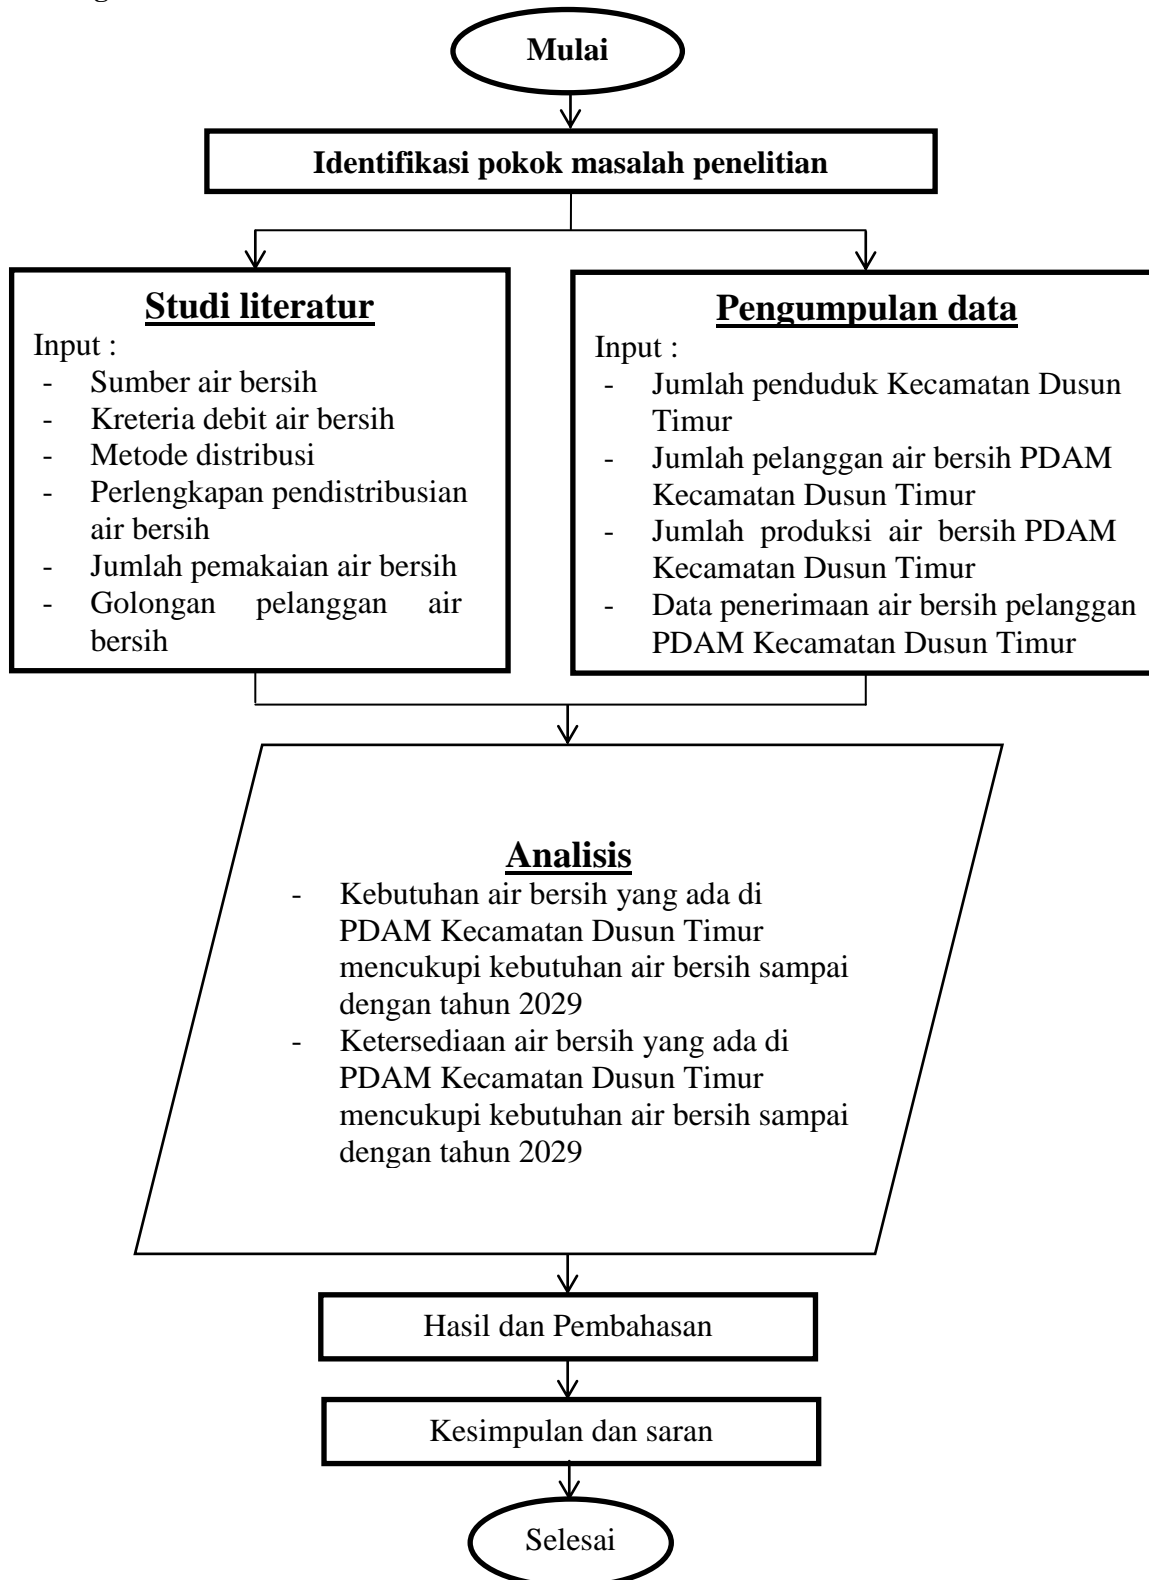 Mulai
Identifikasi pokok masalah penelitian
Studi literatur
Input :
- Sumber air bersih
- Kreteria debit air bersih
- Metode distribusi
- Perlengkapan pendistribusian
air bersih
- Jumlah pemakaian air bersih
- Golongan pelanggan air
bersih
Pengumpulan data
Input :
- Jumlah penduduk Kecamatan Dusun
Timur
- Jumlah pelanggan air bersih PDAM
Kecamatan Dusun Timur
- Jumlah produksi air bersih PDAM
Kecamatan Dusun Timur
- Data penerimaan air bersih pelanggan
PDAM Kecamatan Dusun Timur
Analisis
- Kebutuhan air bersih yang ada di
PDAM Kecamatan Dusun Timur
mencukupi kebutuhan air bersih sampai
dengan tahun 2029
- Ketersediaan air bersih yang ada di
PDAM Kecamatan Dusun Timur
mencukupi kebutuhan air bersih sampai
dengan tahun 2029
Hasil dan Pembahasan
Kesimpulan dan saran
Selesai